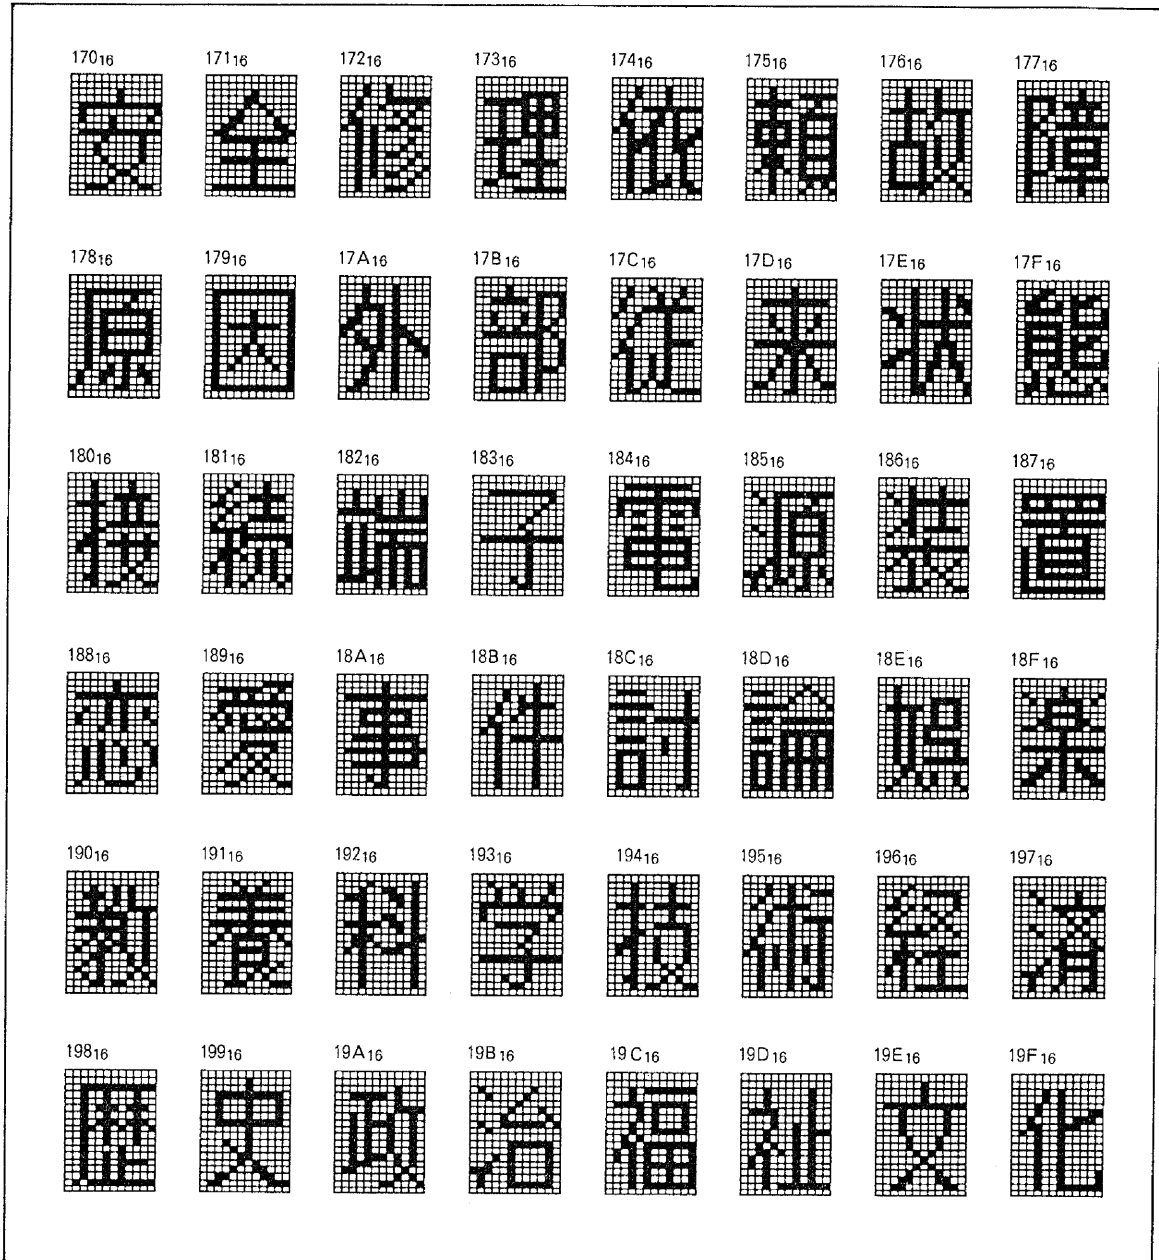 170₁₆ 171₁₆ 172₁₆ 173₁₆ 174₁₆ 175₁₆ 176₁₆ 177₁₆
安 全 修 理 依 頼 故 障
178₁₆ 179₁₆ 17A₁₆ 17B₁₆ 17C₁₆ 17D₁₆ 17E₁₆ 17F₁₆
原 因 外 部 従 来 状 態
180₁₆ 181₁₆ 182₁₆ 183₁₆ 184₁₆ 185₁₆ 186₁₆ 187₁₆
接 続 端 子 電 源 装 置
188₁₆ 189₁₆ 18A₁₆ 18B₁₆ 18C₁₆ 18D₁₆ 18E₁₆ 18F₁₆
恋 愛 事 件 討 論 娯 楽
190₁₆ 191₁₆ 192₁₆ 193₁₆ 194₁₆ 195₁₆ 196₁₆ 197₁₆
教 養 科 学 技 術 経 済
198₁₆ 199₁₆ 19A₁₆ 19B₁₆ 19C₁₆ 19D₁₆ 19E₁₆ 19F₁₆
歴 史 政 治 福 祉 文 化